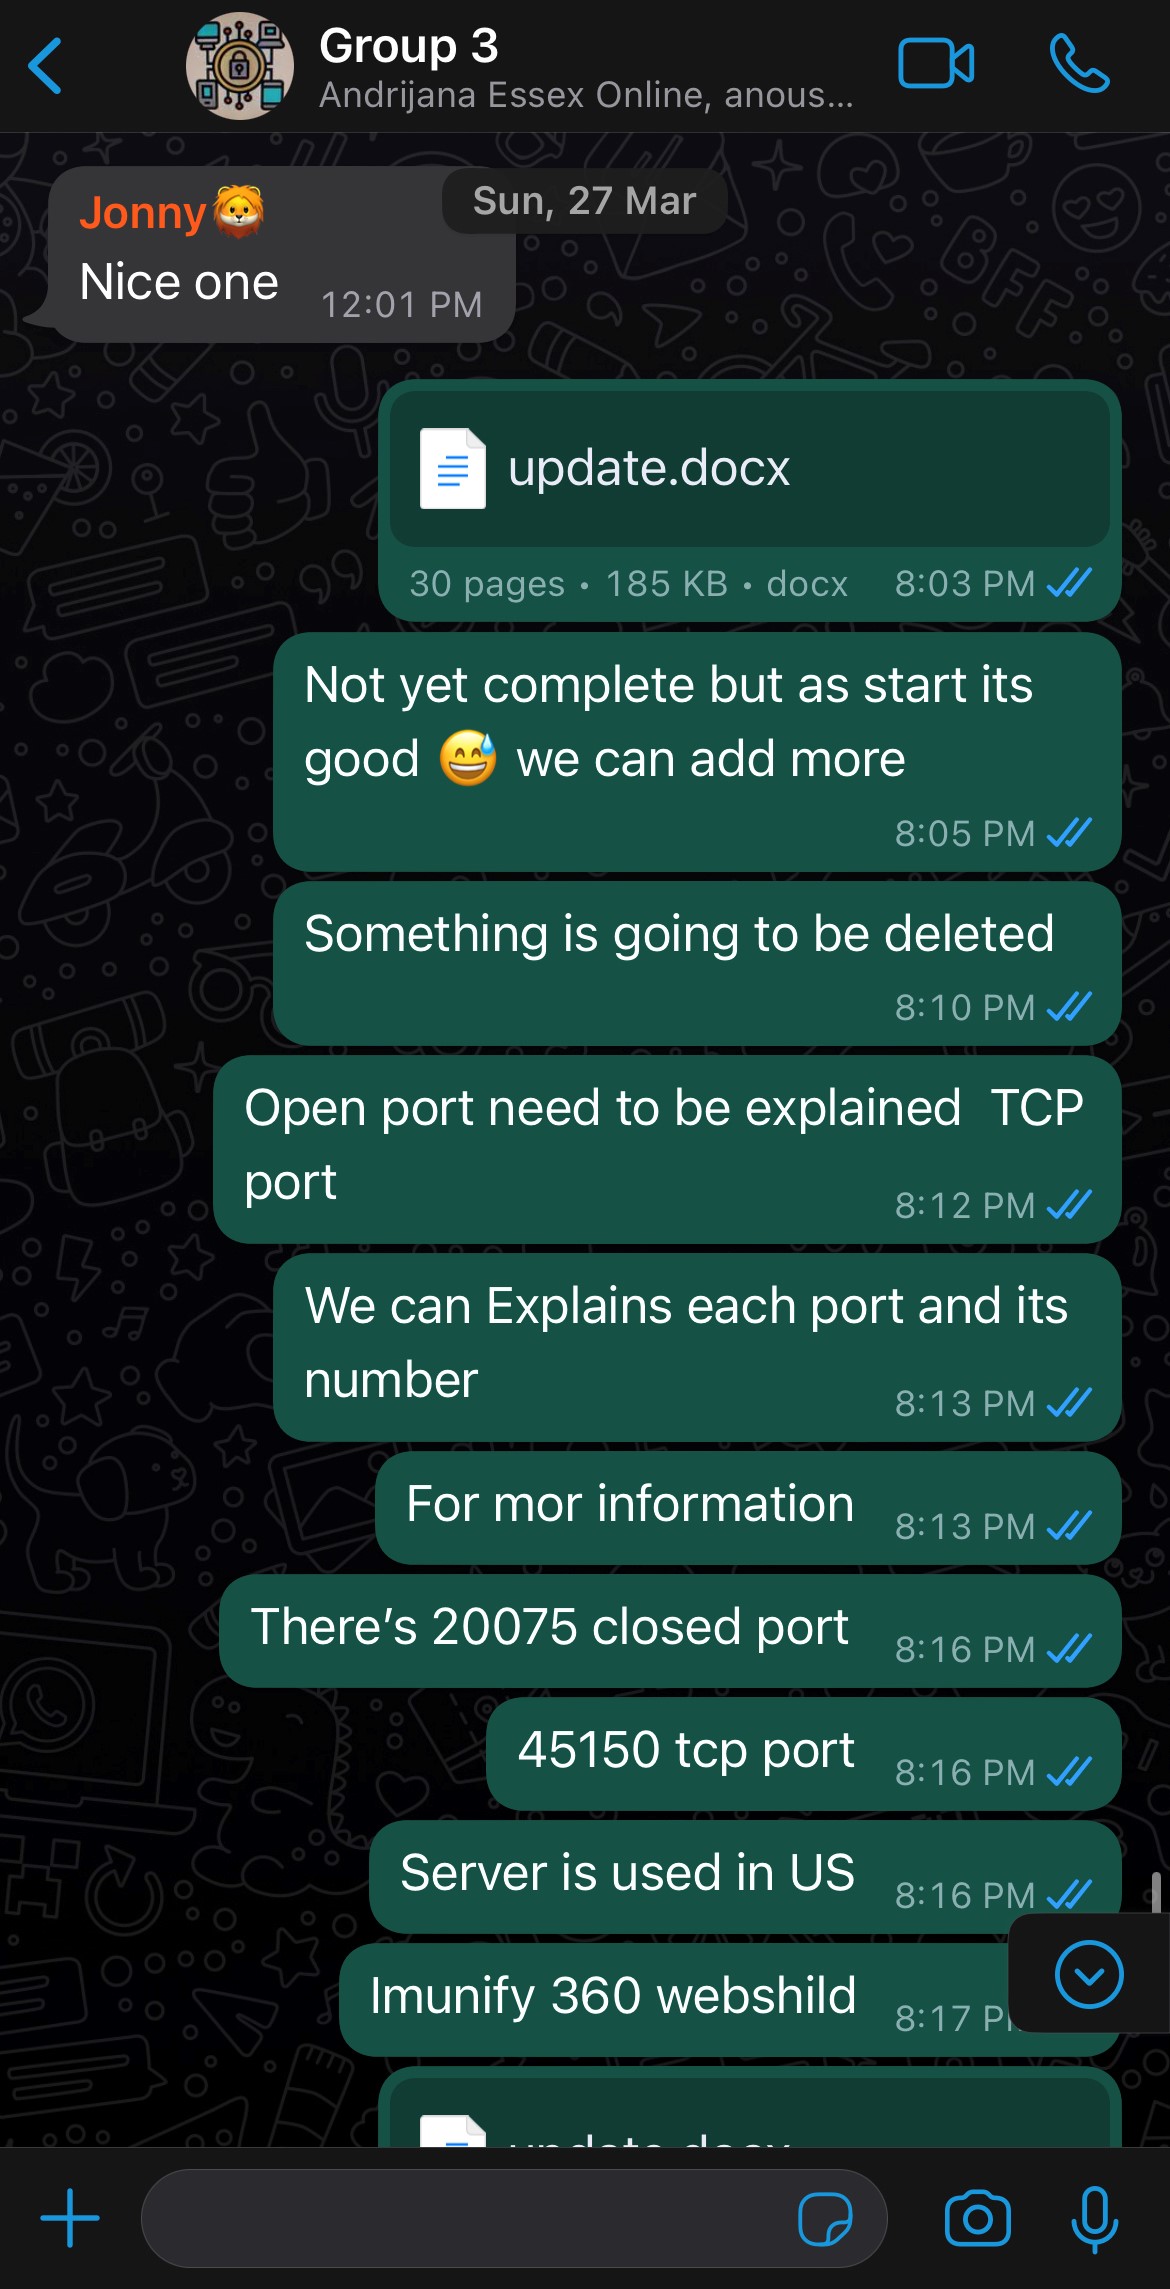 Group 3
Andrijana Essex Online, anous...
Sun, 27 Mar
Jonny🦁
Nice one
12:01 PM
update.docx
30 pages • 185 KB • docx 8:03 PM
Not yet complete but as start its
good 😅 we can add more
8:05 PM
Something is going to be deleted
8:10 PM
Open port need to be explained  TCP
port
8:12 PM
We can Explains each port and its
number
8:13 PM
For mor information 8:13 PM
There’s 20075 closed port 8:16 PM
45150 tcp port 8:16 PM
Server is used in US 8:16 PM
Imunify 360 webshild 8:17 P
update.docx